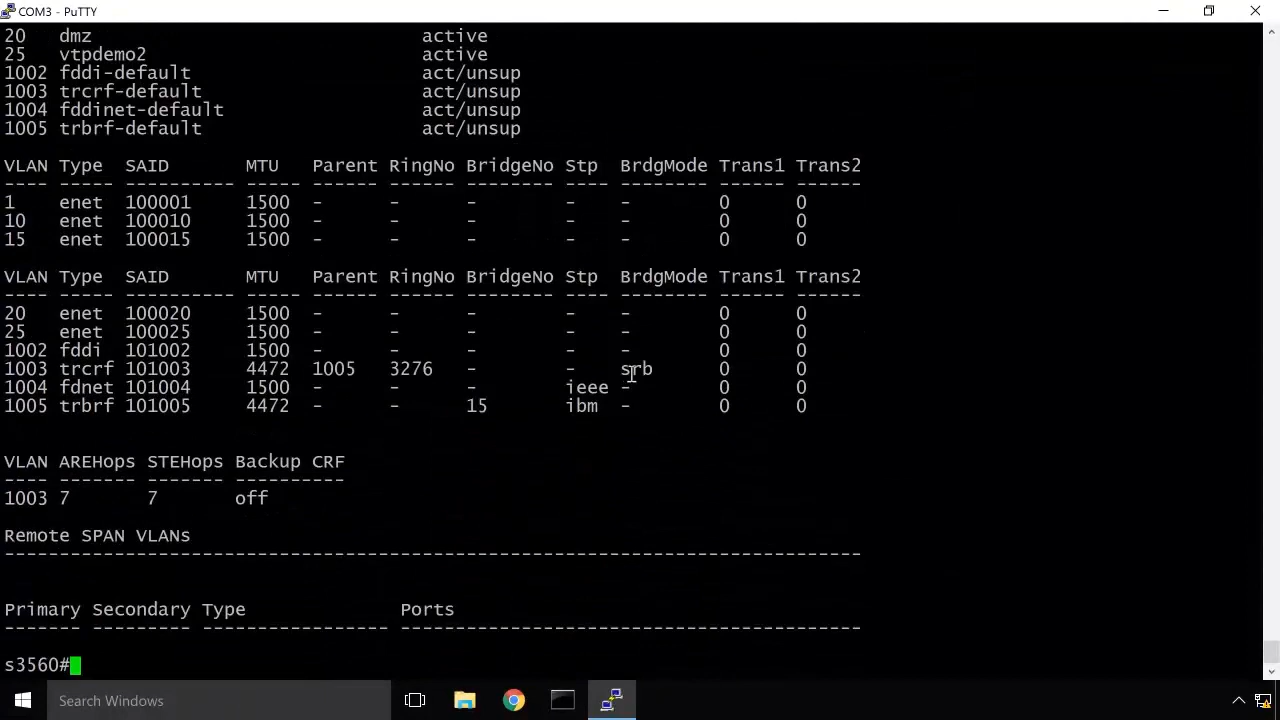 COM3 - PuTTY
20   dmz                              active
25   vtpdemo2                         active
1002 fddi-default                     act/unsup
1003 trcrf-default                    act/unsup
1004 fddinet-default                  act/unsup
1005 trbrf-default                    act/unsup
VLAN Type  SAID       MTU   Parent RingNo BridgeNo Stp  BrdgMode Trans1 Trans2
---- ----- ---------- ----- ------ ------ -------- ---- -------- ------ ------
1    enet  100001     1500  -      -      -        -    -        0      0
10   enet  100010     1500  -      -      -        -    -        0      0
15   enet  100015     1500  -      -      -        -    -        0      0
VLAN Type  SAID       MTU   Parent RingNo BridgeNo Stp  BrdgMode Trans1 Trans2
---- ----- ---------- ----- ------ ------ -------- ---- -------- ------ ------
20   enet  100020     1500  -      -      -        -    -        0      0
25   enet  100025     1500  -      -      -        -    -        0      0
1002 fddi  101002     1500  -      -      -        -    -        0      0
1003 trcrf 101003     4472  1005   3276   -        -    srb      0      0
1004 fdnet 101004     1500  -      -      -        ieee -        0      0
1005 trbrf 101005     4472  -      -      15       ibm  -        0      0
VLAN AREHops STEHops Backup CRF
---- ------- ------- ----------
1003 7       7       off
Remote SPAN VLANs
------------------------------------------------------------------------------
Primary Secondary Type              Ports
------- --------- ----------------- ------------------------------------------
s3560#
Search Windows